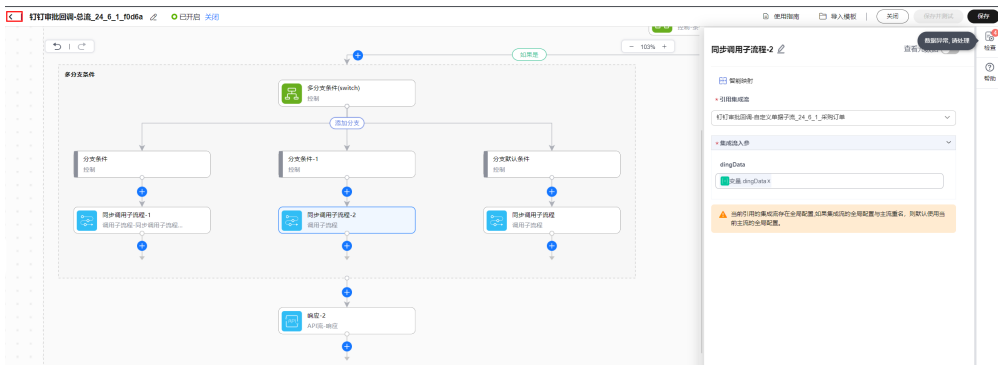 钉钉审批回调-总流_24_6_1_f0d6a
已开启 关闭
使用指南
导入模板
关闭
保存并测试
保存
数据异常, 请处理
检查
帮助
如果是
103%
多分支条件
多分支条件(switch)
控制
添加分支
分支条件
控制
分支条件-1
控制
分支默认条件
控制
同步调用子流程-1
调用子流程-同步调用子流程...
同步调用子流程-2
调用子流程
同步调用子流程
调用子流程
响应-2
API流-响应
同步调用子流程-2
智能映射
* 引用集成流
钉钉审批回调-自定义单据子流_24_6_1_采购订单
* 集成流入参
dingData
变量.dingData ×
当前引用的集成流存在全局配置,如果集成流的全局配置与主流重名, 则默认使用当
前主流的全局配置。